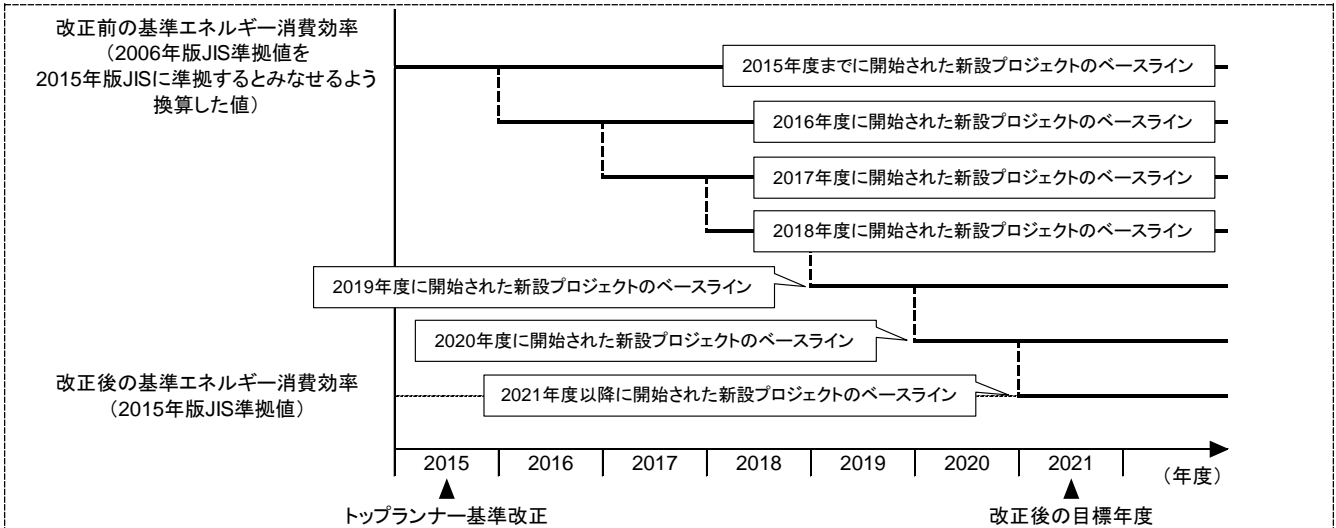 改正前の基準エネルギー消費効率
（2006年版JIS準拠値を
2015年版JISに準拠するとみなせるよう
換算した値）
2015年度までに開始された新設プロジェクトのベースライン
2016年度に開始された新設プロジェクトのベースライン
2017年度に開始された新設プロジェクトのベースライン
2018年度に開始された新設プロジェクトのベースライン
2019年度に開始された新設プロジェクトのベースライン
2020年度に開始された新設プロジェクトのベースライン
改正後の基準エネルギー消費効率
（2015年版JIS準拠値）
2021年度以降に開始された新設プロジェクトのベースライン
2015 2016 2017 2018 2019 2020 2021
（年度）
トップランナー基準改正 改正後の目標年度